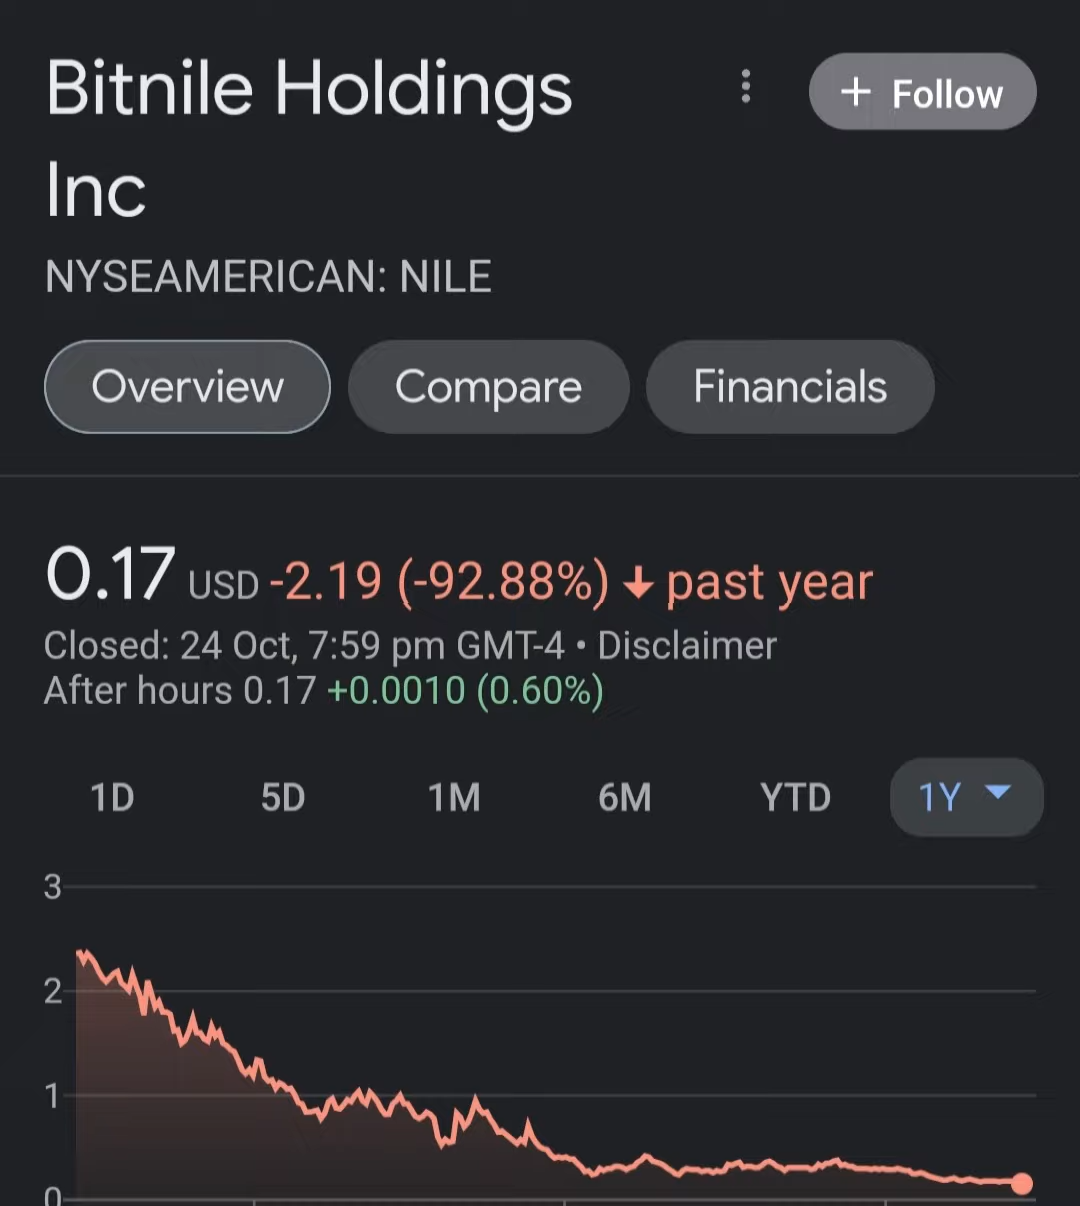 Bitnile Holdings
Inc
+ Follow
NYSEAMERICAN: NILE
Overview Compare Financials
0.17 USD -2.19 (-92.88%) ↓ past year
Closed: 24 Oct, 7:59 pm GMT-4 • Disclaimer
After hours 0.17 +0.0010 (0.60%)
1D 5D 1M 6M YTD 1Y
3
2
1
0